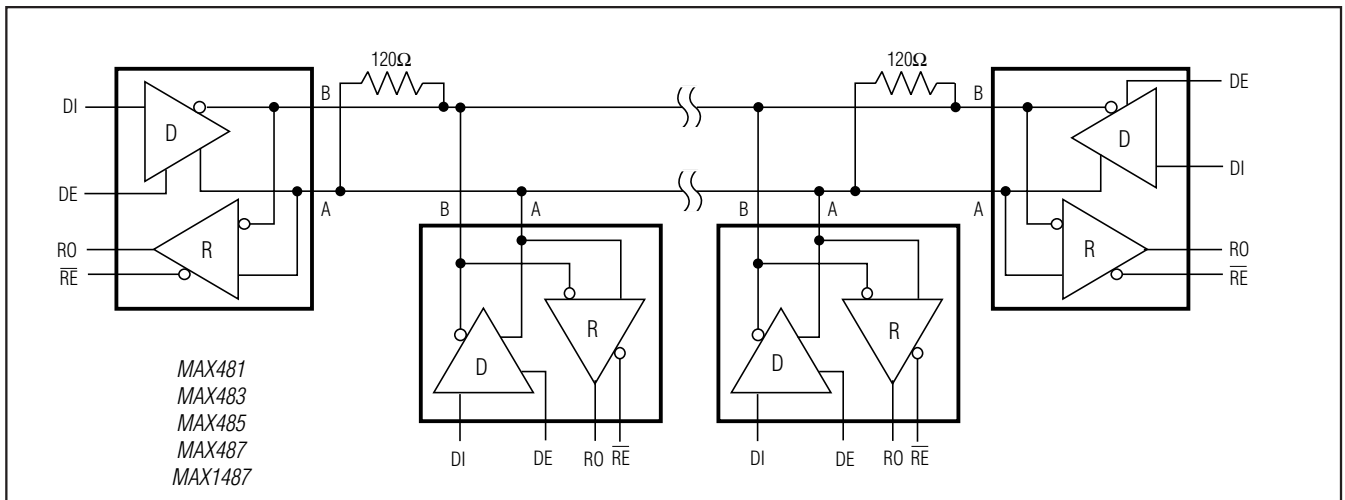 120Ω
120Ω
B
B
DE
DI
D
D
DI
DE
A
B
A
B
A
A
RO
R
R
RO
RE
RE
R
R
D
D
MAX481
MAX483
MAX485
MAX487
MAX1487
DI
DE
RO
RE
DI
DE
RO
RE